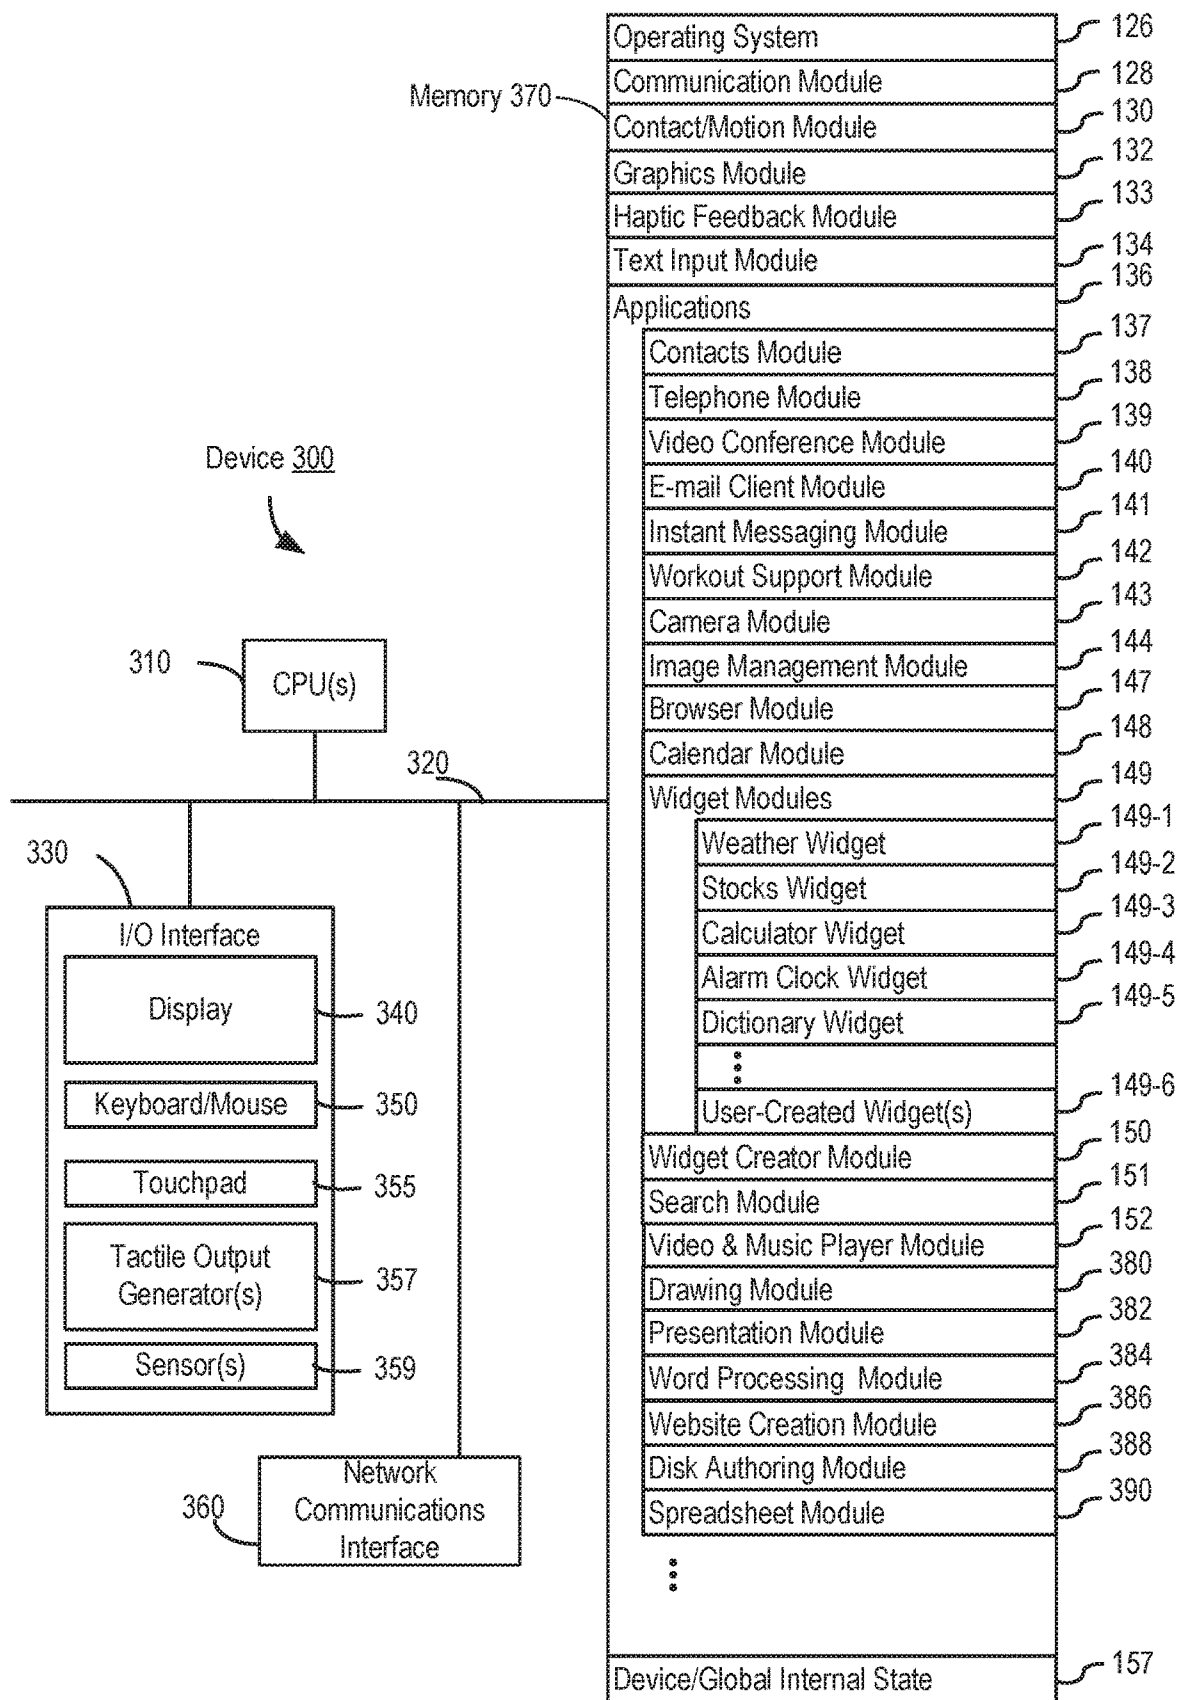 Device 300
310
CPU(s)
320
330
I/O Interface
Display
340
Keyboard/Mouse
350
Touchpad
355
Tactile Output
Generator(s)
357
Sensor(s)
359
360
Network
Communications
Interface
Memory 370
Operating System 126
Communication Module 128
Contact/Motion Module 130
Graphics Module 132
Haptic Feedback Module 133
Text Input Module 134
Applications 136
Contacts Module 137
Telephone Module 138
Video Conference Module 139
E-mail Client Module 140
Instant Messaging Module 141
Workout Support Module 142
Camera Module 143
Image Management Module 144
Browser Module 147
Calendar Module 148
Widget Modules 149
Weather Widget 149-1
Stocks Widget 149-2
Calculator Widget 149-3
Alarm Clock Widget 149-4
Dictionary Widget 149-5
User-Created Widget(s) 149-6
Widget Creator Module 150
Search Module 151
Video & Music Player Module 152
Drawing Module 380
Presentation Module 382
Word Processing Module 384
Website Creation Module 386
Disk Authoring Module 388
Spreadsheet Module 390
Device/Global Internal State 157